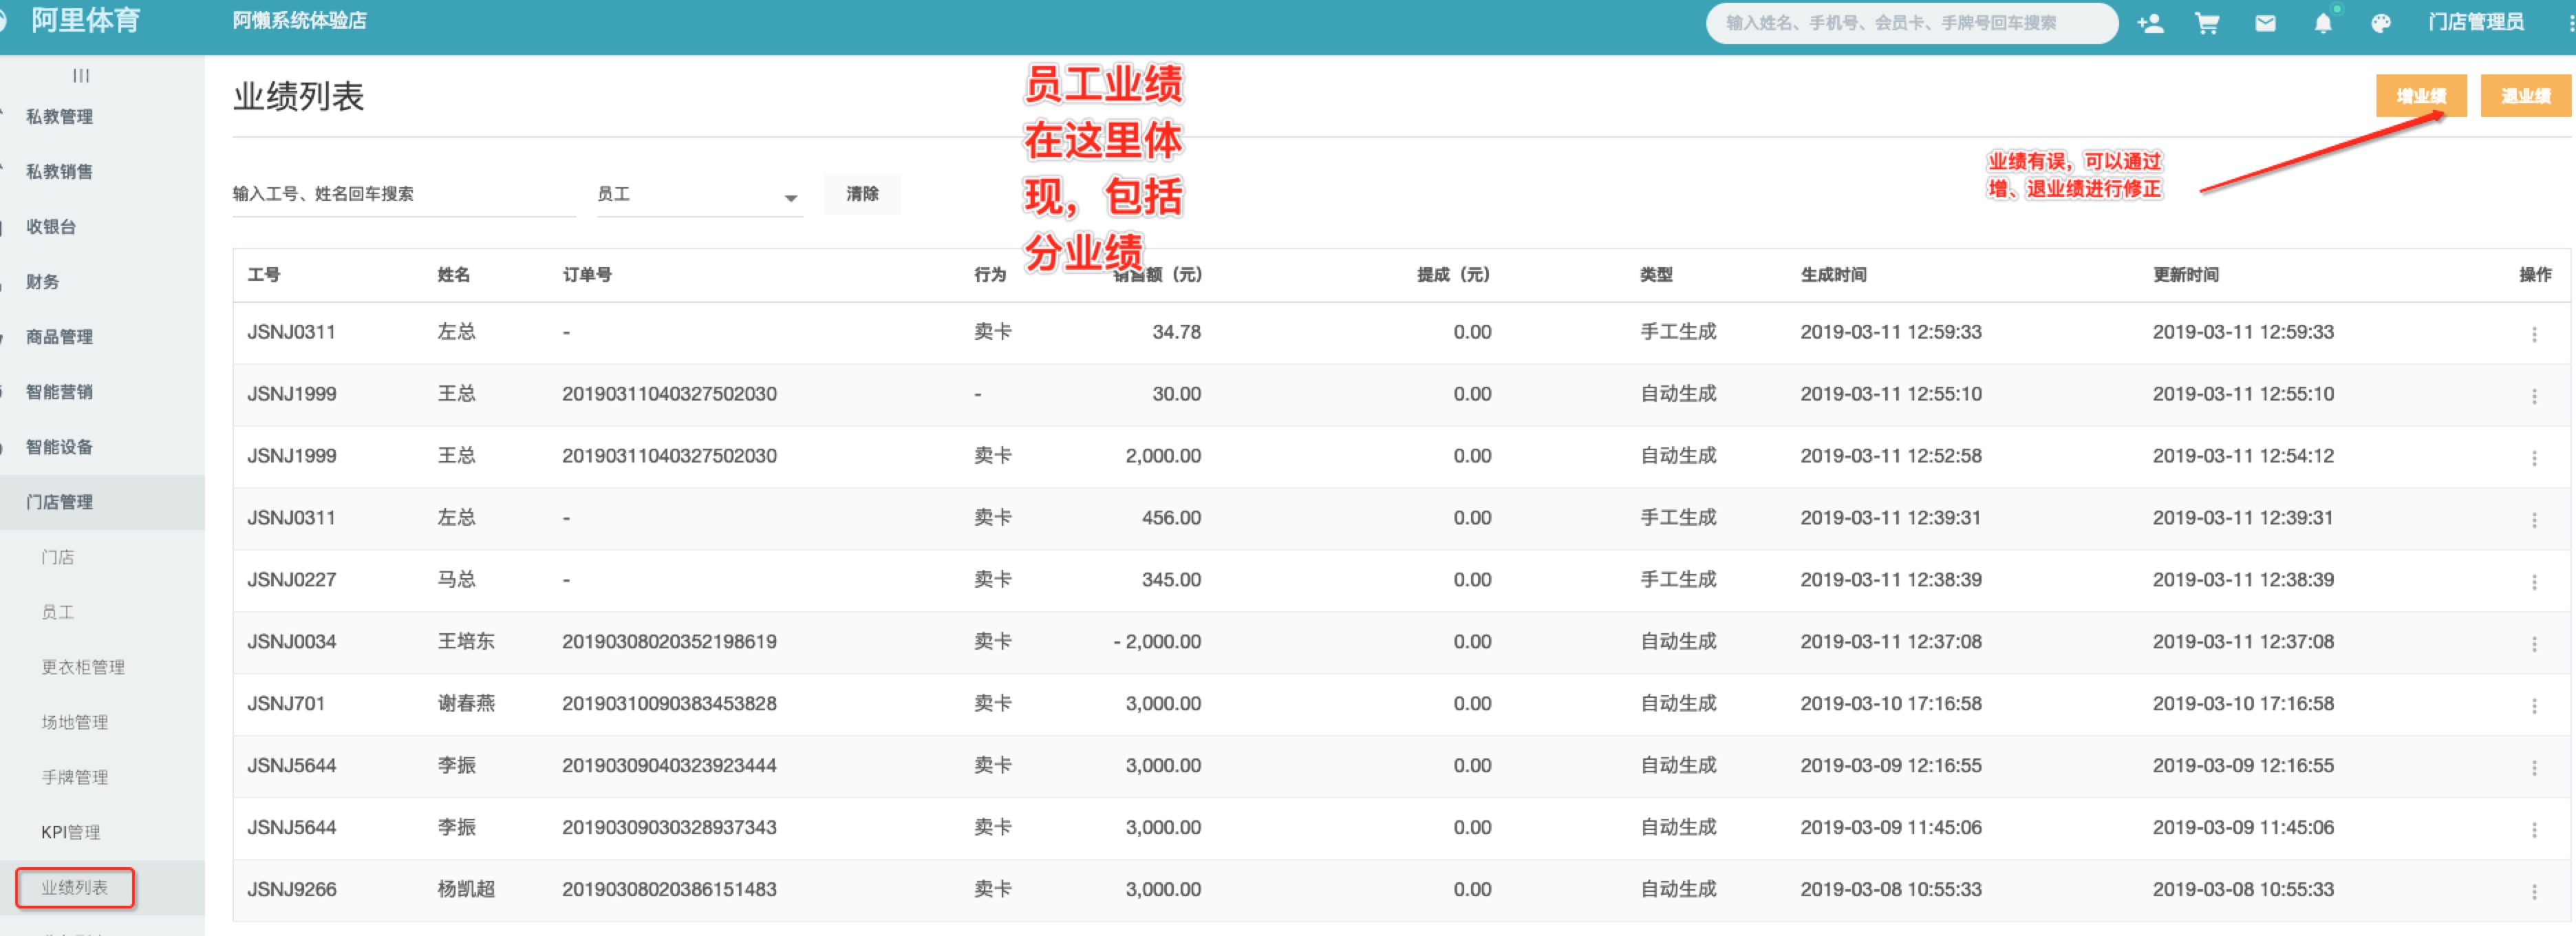 阿里体育
阿懒系统体验店
输入姓名、手机号、会员卡、手牌号回车搜索
门店管理员
私教管理
私教销售
收银台
财务
商品管理
智能营销
智能设备
门店管理
门店
员工
更衣柜管理
场地管理
手牌管理
KPI管理
业绩列表
业绩列表
增业绩 退业绩
员工业绩
在这里体
现，包括
分业绩
业绩有误，可以通过
增、退业绩进行修正
输入工号、姓名回车搜索 员工 清除
工号 姓名 订单号 行为 销售额（元） 提成（元） 类型 生成时间 更新时间 操作
JSNJ0311 左总 - 卖卡 34.78 0.00 手工生成 2019-03-11 12:59:33 2019-03-11 12:59:33
JSNJ1999 王总 20190311040327502030 - 30.00 0.00 自动生成 2019-03-11 12:55:10 2019-03-11 12:55:10
JSNJ1999 王总 20190311040327502030 卖卡 2,000.00 0.00 自动生成 2019-03-11 12:52:58 2019-03-11 12:54:12
JSNJ0311 左总 - 卖卡 456.00 0.00 手工生成 2019-03-11 12:39:31 2019-03-11 12:39:31
JSNJ0227 马总 - 卖卡 345.00 0.00 手工生成 2019-03-11 12:38:39 2019-03-11 12:38:39
JSNJ0034 王培东 20190308020352198619 卖卡 - 2,000.00 0.00 自动生成 2019-03-11 12:37:08 2019-03-11 12:37:08
JSNJ701 谢春燕 20190310090383453828 卖卡 3,000.00 0.00 自动生成 2019-03-10 17:16:58 2019-03-10 17:16:58
JSNJ5644 李振 20190309040323923444 卖卡 3,000.00 0.00 自动生成 2019-03-09 12:16:55 2019-03-09 12:16:55
JSNJ5644 李振 20190309030328937343 卖卡 3,000.00 0.00 自动生成 2019-03-09 11:45:06 2019-03-09 11:45:06
JSNJ9266 杨凯超 20190308020386151483 卖卡 3,000.00 0.00 自动生成 2019-03-08 10:55:33 2019-03-08 10:55:33